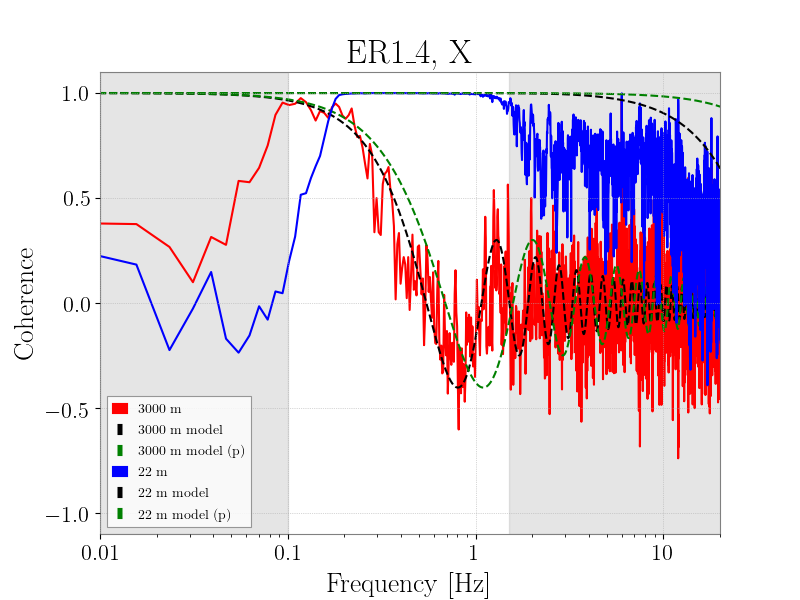 ER1_4, X
1.0
0.5
0.0
−0.5
−1.0
Coherence
3000 m
3000 m model
3000 m model (p)
22 m
22 m model
22 m model (p)
0.01
0.1
1
10
Frequency [Hz]